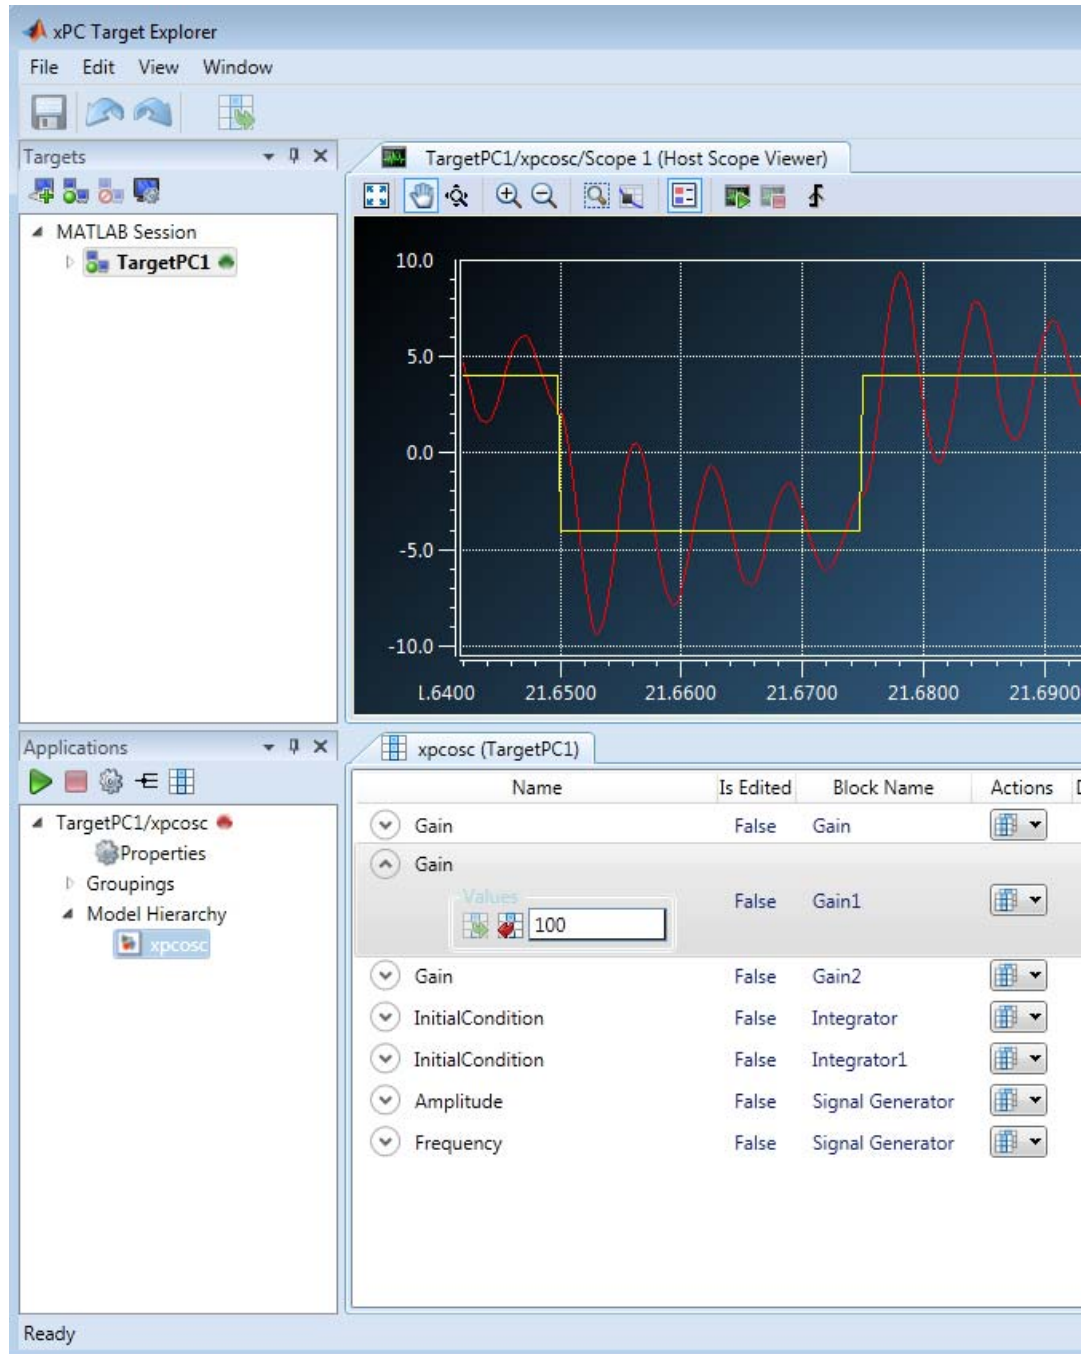 xPC Target Explorer
File Edit View Window
Targets
MATLAB Session
TargetPC1
TargetPC1/xpcosc/Scope 1 (Host Scope Viewer)
10.0
5.0
0.0
-5.0
-10.0
1.6400 21.6500 21.6600 21.6700 21.6800 21.6900
Applications
TargetPC1/xpcosc
Properties
Groupings
Model Hierarchy
xpcosc
xpcosc (TargetPC1)
Name Is Edited Block Name Actions D
Gain False Gain
Gain
Values
100
False Gain1
Gain False Gain2
InitialCondition False Integrator
InitialCondition False Integrator1
Amplitude False Signal Generator
Frequency False Signal Generator
Ready